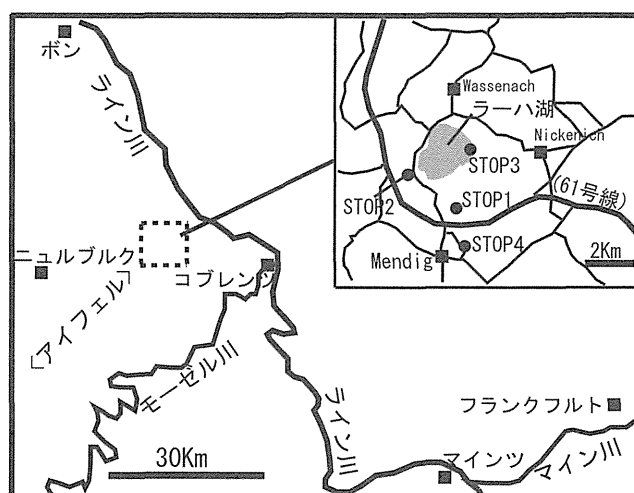 ボン
ライン川
ニュルブルク
〈アイフェル〉
コブレンツ
モーゼル川
ライン川
フランクフルト
マインツ
マイン川
30Km
Wassenach
ラーハ湖
Nickenich
STOP3
STOP2
STOP1
(61号線)
STOP4
Mendig
2Km